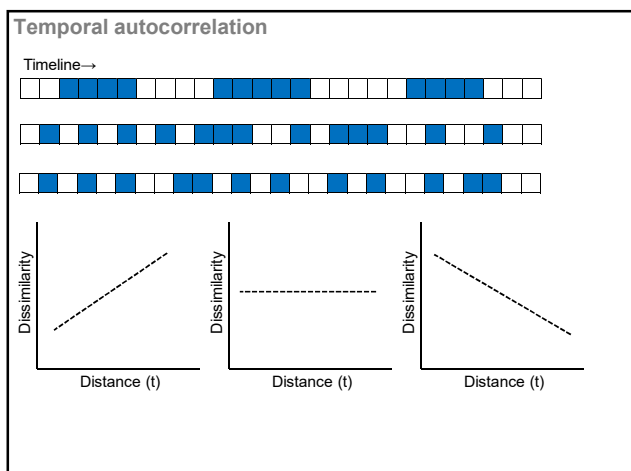 Temporal autocorrelation
Timeline→
Dissimilarity
Distance (t)
Dissimilarity
Distance (t)
Dissimilarity
Distance (t)